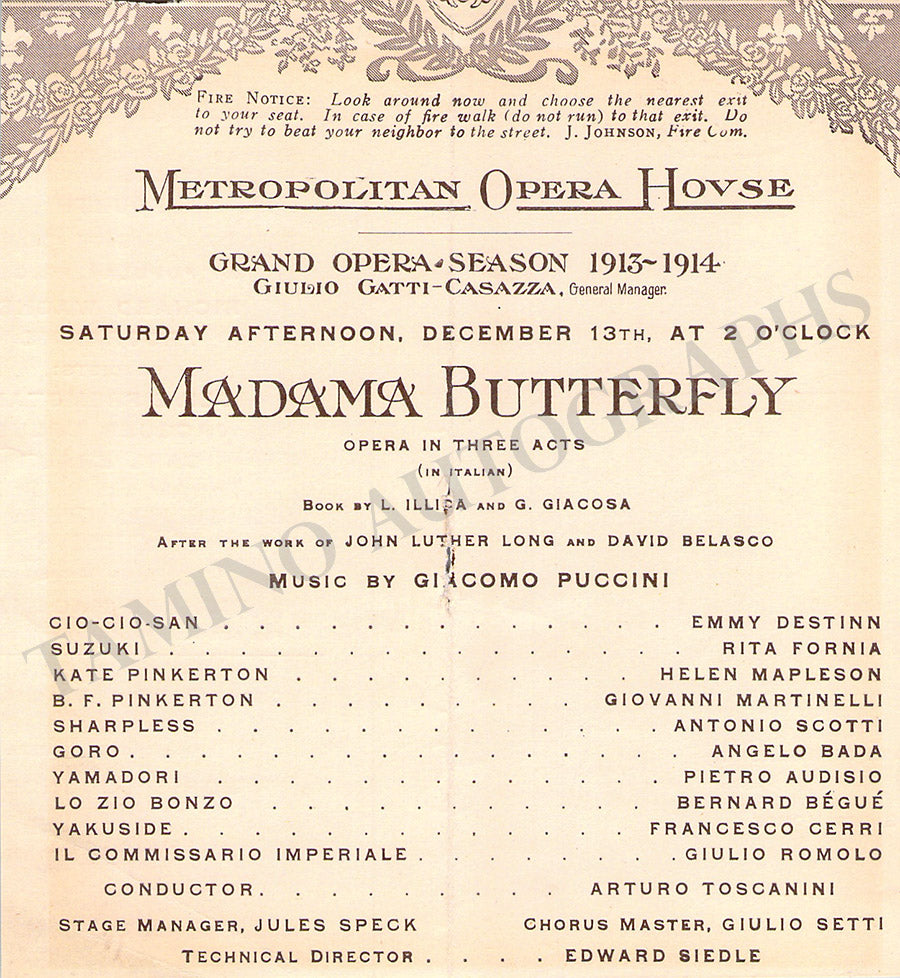 FIRE NOTICE: Look around now and choose the nearest exit
to your seat. In case of fire walk (do not run) to that exit. Do
not try to beat your neighbor to the street. J. JOHNSON, Fire Com.
METROPOLITAN OPERA HOVSE
GRAND OPERA SEASON 1913~1914
GIULIO GATTI-CASAZZA, General Manager.
SATURDAY AFTERNOON, DECEMBER 13TH, AT 2 O'CLOCK
MADAMA BUTTERFLY
OPERA IN THREE ACTS
(IN ITALIAN)
BOOK BY L. ILLICA AND G. GIACOSA
AFTER THE WORK OF JOHN LUTHER LONG AND DAVID BELASCO
MUSIC BY GIACOMO PUCCINI
CIO-CIO-SAN . . . . . . . . . . . . . EMMY DESTINN
SUZUKI . . . . . . . . . . . . . . . RITA FORNIA
KATE PINKERTON . . . . . . . . . . HELEN MAPLESON
B. F. PINKERTON . . . . . . . . . . GIOVANNI MARTINELLI
SHARPLESS . . . . . . . . . . . . . ANTONIO SCOTTI
GORO . . . . . . . . . . . . . . . . ANGELO BADA
YAMADORI . . . . . . . . . . . . . PIETRO AUDISIO
LO ZIO BONZO . . . . . . . . . . . BERNARD BÉGUÉ
YAKUSIDE . . . . . . . . . . . . . FRANCESCO CERRI
IL COMMISSARIO IMPERIALE . . . . . . . GIULIO ROMOLO
CONDUCTOR . . . . . . . . . . ARTURO TOSCANINI
STAGE MANAGER, JULES SPECK CHORUS MASTER, GIULIO SETTI
TECHNICAL DIRECTOR . . . . EDWARD SIEDLE
TAMINO AUTOGRAPHS